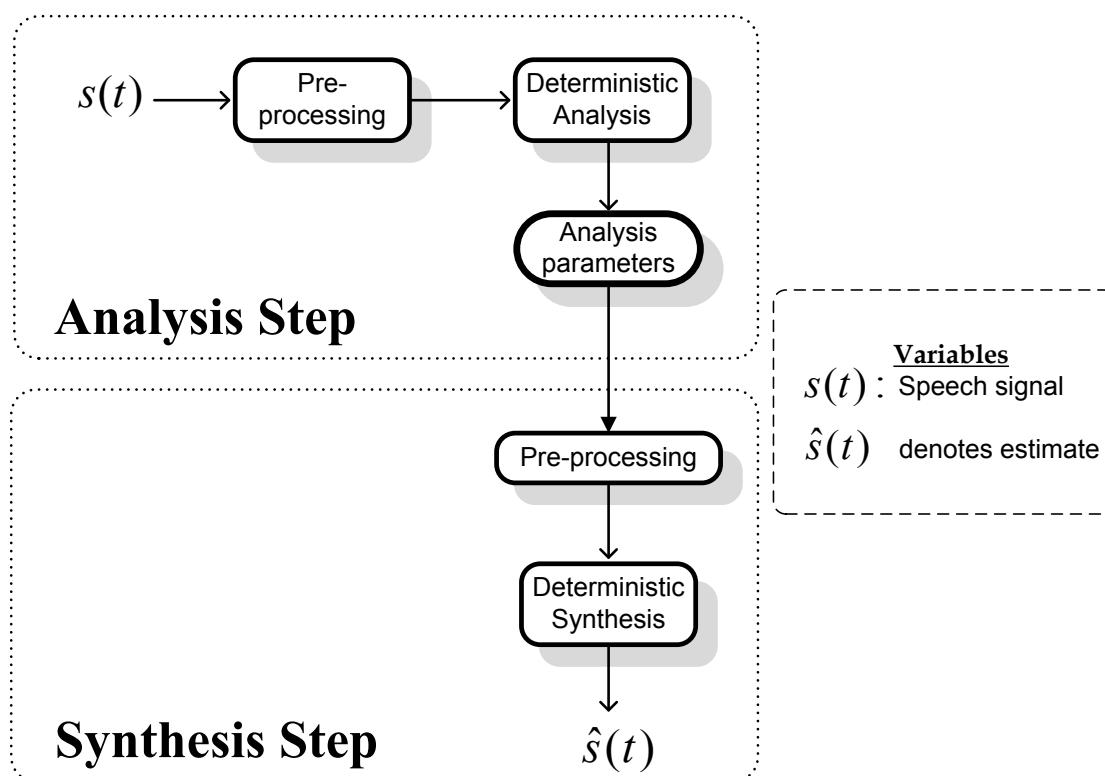 s(t)
Pre-
processing
Deterministic
Analysis
Analysis
parameters
Analysis Step
Variables
s(t) : Speech signal
ŝ(t) denotes estimate
Pre-processing
Deterministic
Synthesis
Synthesis Step
ŝ(t)